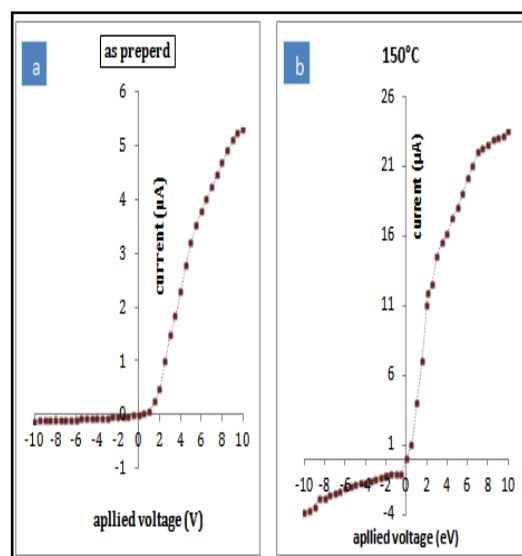 a
as preperd
6
5
4
3
2
1
0
-1
current (μA)
-10 -8 -6 -4 -2 0 2 4 6 8 10
apllied voltage (V)
b
150°C
26
21
16
11
6
1
-4
current (μA)
-10 -8 -6 -4 -2 0 2 4 6 8 10
apllied voltage (eV)